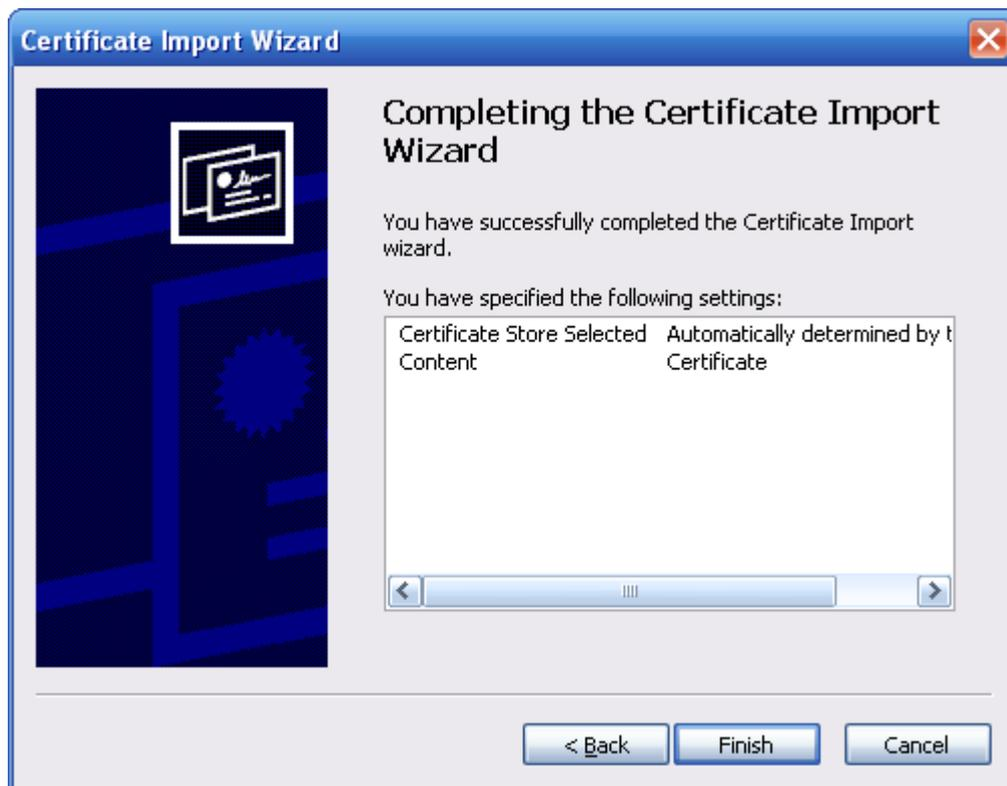 Certificate Import Wizard
Completing the Certificate Import
Wizard
You have successfully completed the Certificate Import
wizard.
You have specified the following settings:
Certificate Store Selected Automatically determined by t
Content Certificate
< Back Finish Cancel